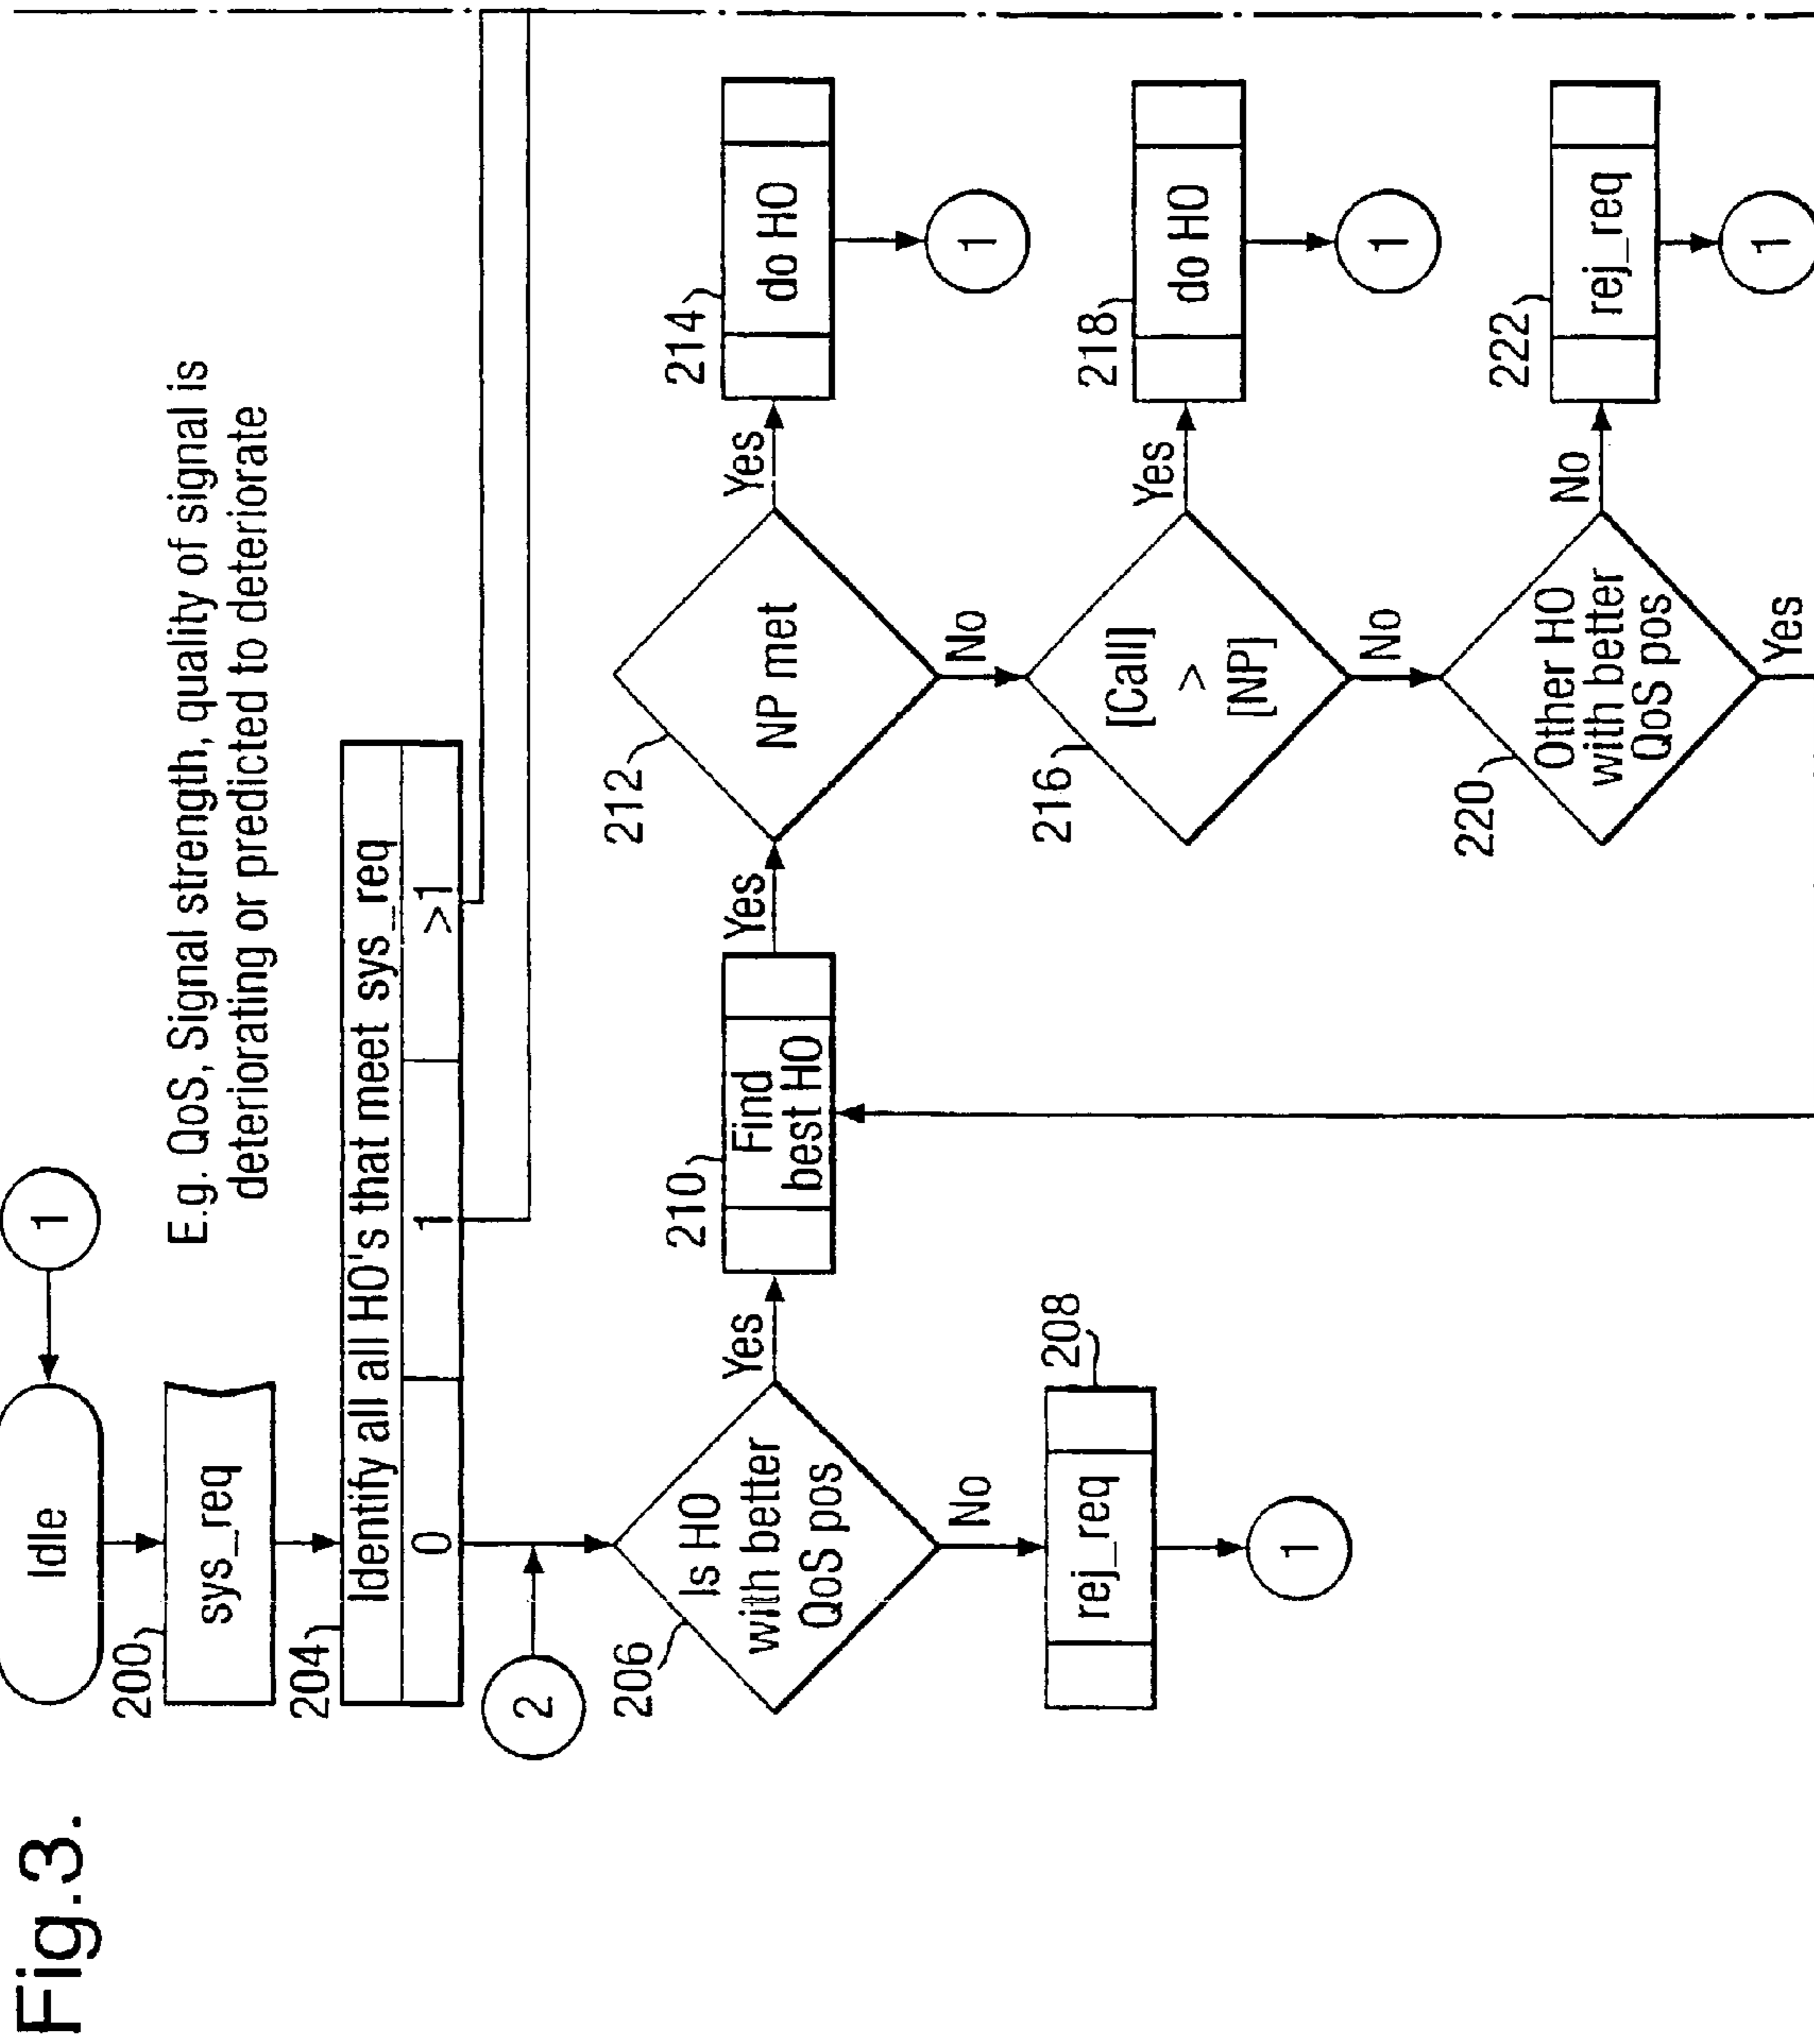 Fig.3.
Idle
1
200
sys_req
E.g. QoS, Signal strength, quality of signal is
deteriorating or predicted to deteriorate
204
Identify all all HO's that meet sys_req
0
1
>1
2
206
Is HO
with better
QoS pos
Yes
No
208
rej_req
1
210
Find
best HO
Yes
212
NP met
Yes
214
do HO
1
No
216
[Call]
>
[NP]
Yes
218
do HO
1
No
220
Other HO
with better
QoS pos
No
222
rej_req
1
Yes